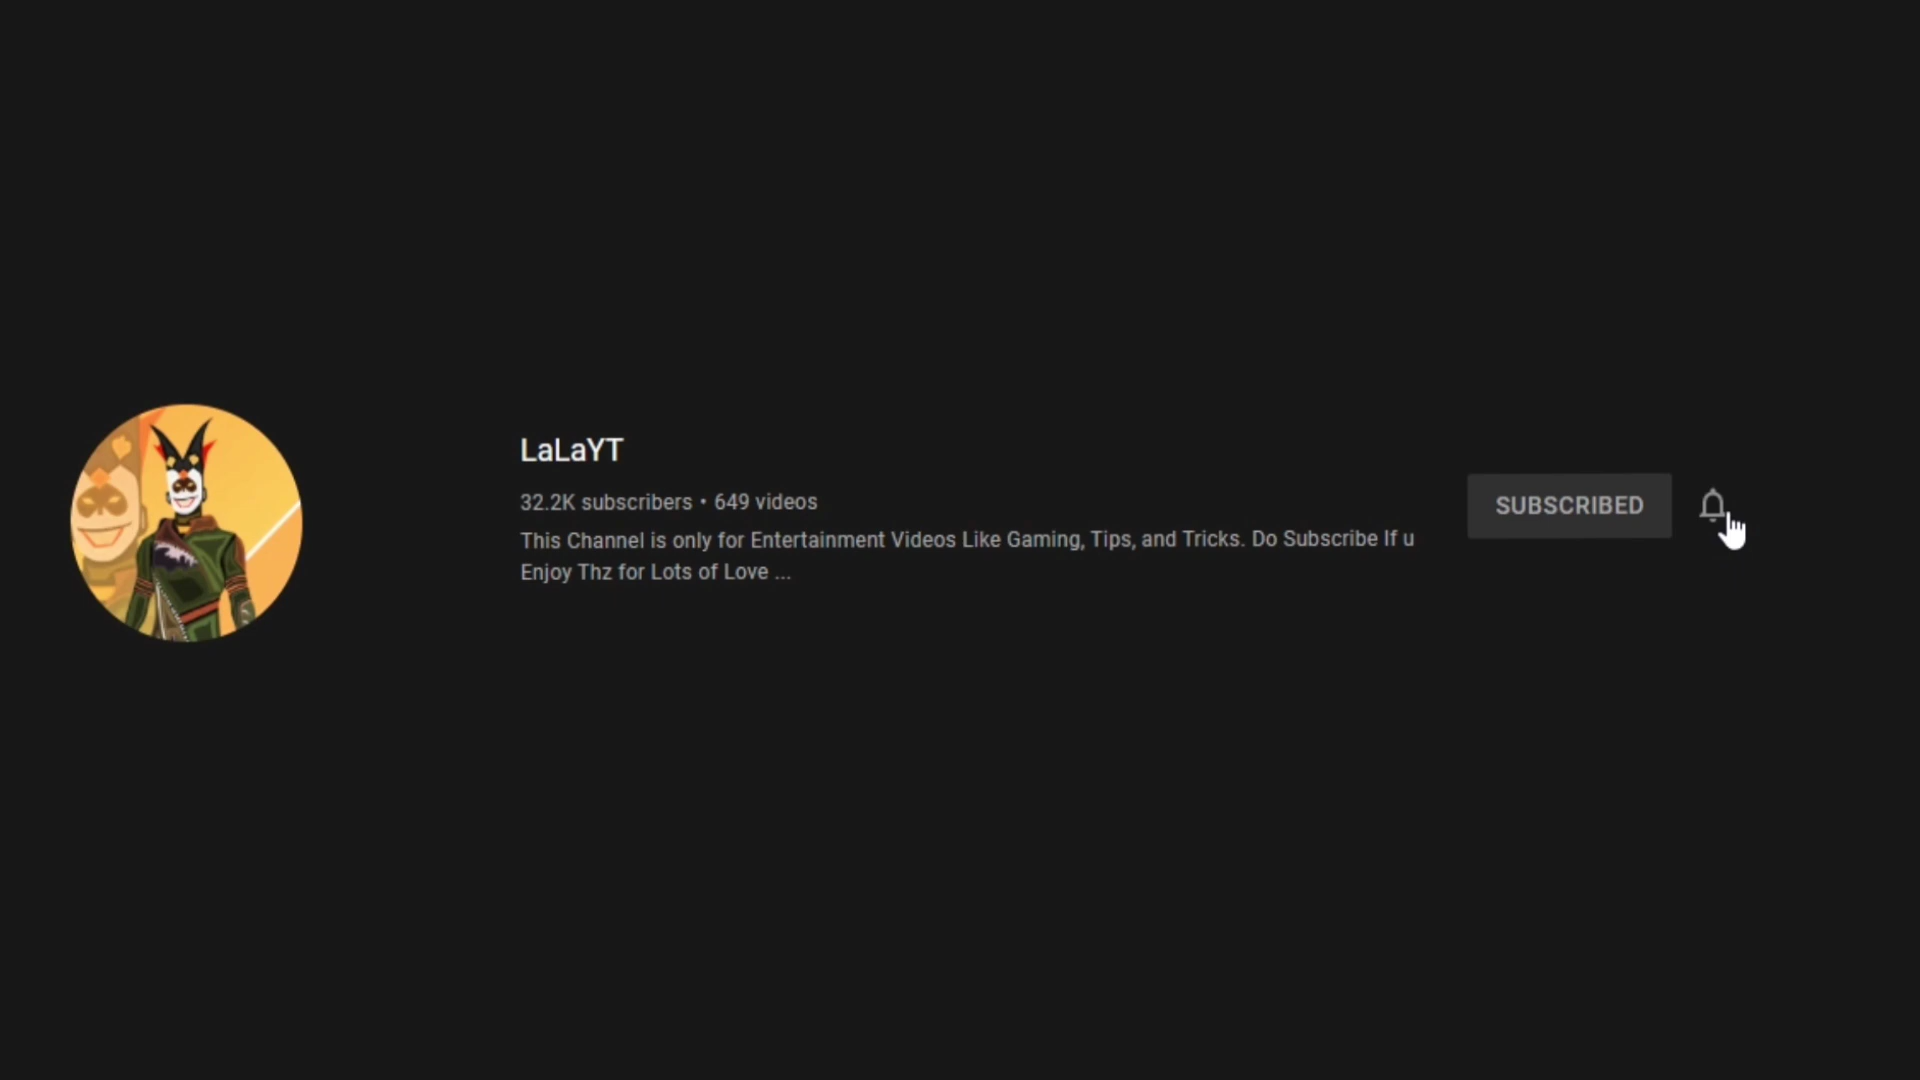 LaLaYT
32.2K subscribers • 649 videos
This Channel is only for Entertainment Videos Like Gaming, Tips, and Tricks. Do Subscribe If u
Enjoy Thz for Lots of Love ...
SUBSCRIBED